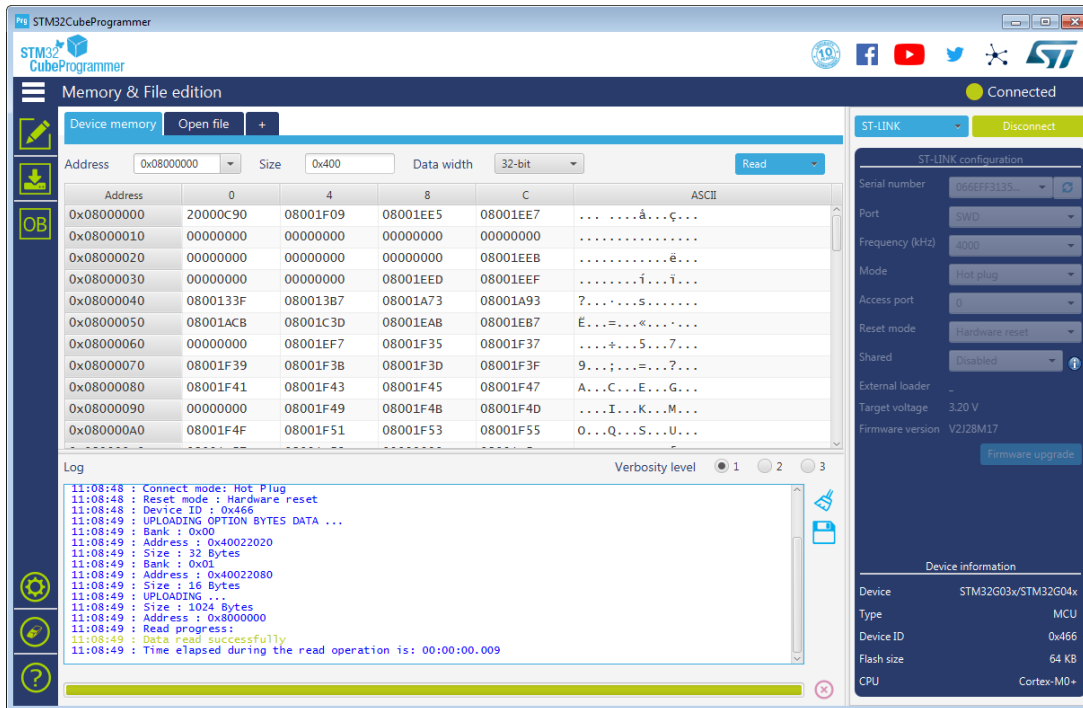 Prg STM32CubeProgrammer
STM32
CubeProgrammer
19
Memory & File edition
Connected
Device memory Open file +
ST-LINK Disconnect
Address 0x08000000 Size 0x400 Data width 32-bit Read
ST-LINK configuration
Serial number 066EFF3135...
Port SWD
Frequency (kHz) 4000
Mode Hot plug
Access port 0
Reset mode Hardware reset
Shared Disabled
External loader _
Target voltage 3.20 V
Firmware version V2J28M17
Firmware upgrade
OB
Address 0 4 8 C ASCII
0x08000000 20000C90 08001F09 08001EE5 08001EE7 ... ....å...ç...
0x08000010 00000000 00000000 00000000 00000000 ................
0x08000020 00000000 00000000 00000000 08001EEB ............ë...
0x08000030 00000000 00000000 08001EED 08001EEF ........í...ï...
0x08000040 0800133F 080013B7 08001A73 08001A93 ?...·...s.......
0x08000050 08001ACB 08001C3D 08001EAB 08001EB7 Ë...=...«...·...
0x08000060 00000000 08001EF7 08001F35 08001F37 ....÷...5...7...
0x08000070 08001F39 08001F3B 08001F3D 08001F3F 9...;...=...?...
0x08000080 08001F41 08001F43 08001F45 08001F47 A...C...E...G...
0x08000090 00000000 08001F49 08001F4B 08001F4D ....I...K...M...
0x080000A0 08001F4F 08001F51 08001F53 08001F55 O...Q...S...U...
Log Verbosity level 1 2 3
11:08:48 : Connect mode: Hot Plug
11:08:48 : Reset mode : Hardware reset
11:08:48 : Device ID : 0x466
11:08:49 : UPLOADING OPTION BYTES DATA ...
11:08:49 : Bank : 0x00
11:08:49 : Address : 0x40022020
11:08:49 : Size : 32 Bytes
11:08:49 : Bank : 0x01
11:08:49 : Address : 0x40022080
11:08:49 : Size : 16 Bytes
11:08:49 : UPLOADING ...
11:08:49 : Size : 1024 Bytes
11:08:49 : Address : 0x8000000
11:08:49 : Read progress:
11:08:49 : Data read successfully
11:08:49 : Time elapsed during the read operation is: 00:00:00.009
Device information
Device STM32G03x/STM32G04x
Type MCU
Device ID 0x466
Flash size 64 KB
CPU Cortex-M0+